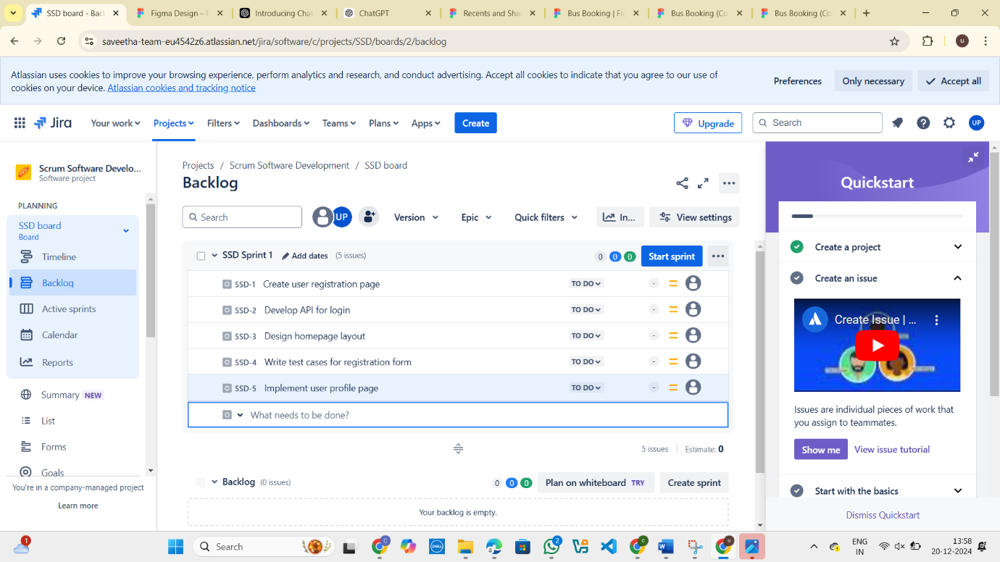 SSD board - Bac
Figma Design –
Introducing Chat
ChatGPT
Recents and Sha
Bus Booking | Fi
Bus Booking (Co
Bus Booking (Co
saveetha-team-eu4542z6.atlassian.net/jira/software/c/projects/SSD/boards/2/backlog
u
Atlassian uses cookies to improve your browsing experience, perform analytics and research, and conduct advertising. Accept all cookies to indicate that you agree to our use of
cookies on your device. Atlassian cookies and tracking notice
Preferences
Only necessary
Accept all
Jira
Your work
Projects
Filters
Dashboards
Teams
Plans
Apps
Create
Upgrade
Search
UP
Scrum Software Develo...
Software project
PLANNING
SSD board
Board
Timeline
Backlog
Active sprints
Calendar
Reports
Summary NEW
List
Forms
Goals
You're in a company-managed project
Learn more
Projects / Scrum Software Development / SSD board
Backlog
Search
UP
Version
Epic
Quick filters
In...
View settings
SSD Sprint 1
Add dates
(5 issues)
0 0 0
Start sprint
SSD-1 Create user registration page TO DO -
SSD-2 Develop API for login TO DO -
SSD-3 Design homepage layout TO DO -
SSD-4 Write test cases for registration form TO DO -
SSD-5 Implement user profile page TO DO -
What needs to be done?
5 issues Estimate: 0
Backlog (0 issues)
0 0 0
Plan on whiteboard TRY
Create sprint
Your backlog is empty.
Quickstart
Create a project
Create an issue
Create Issue | ...
Issues are individual pieces of work that
you assign to teammates.
Show me
View issue tutorial
Start with the basics
Dismiss Quickstart
1
Search
C
DELL
2
C
W
u
ENG
IN
13:58
20-12-2024